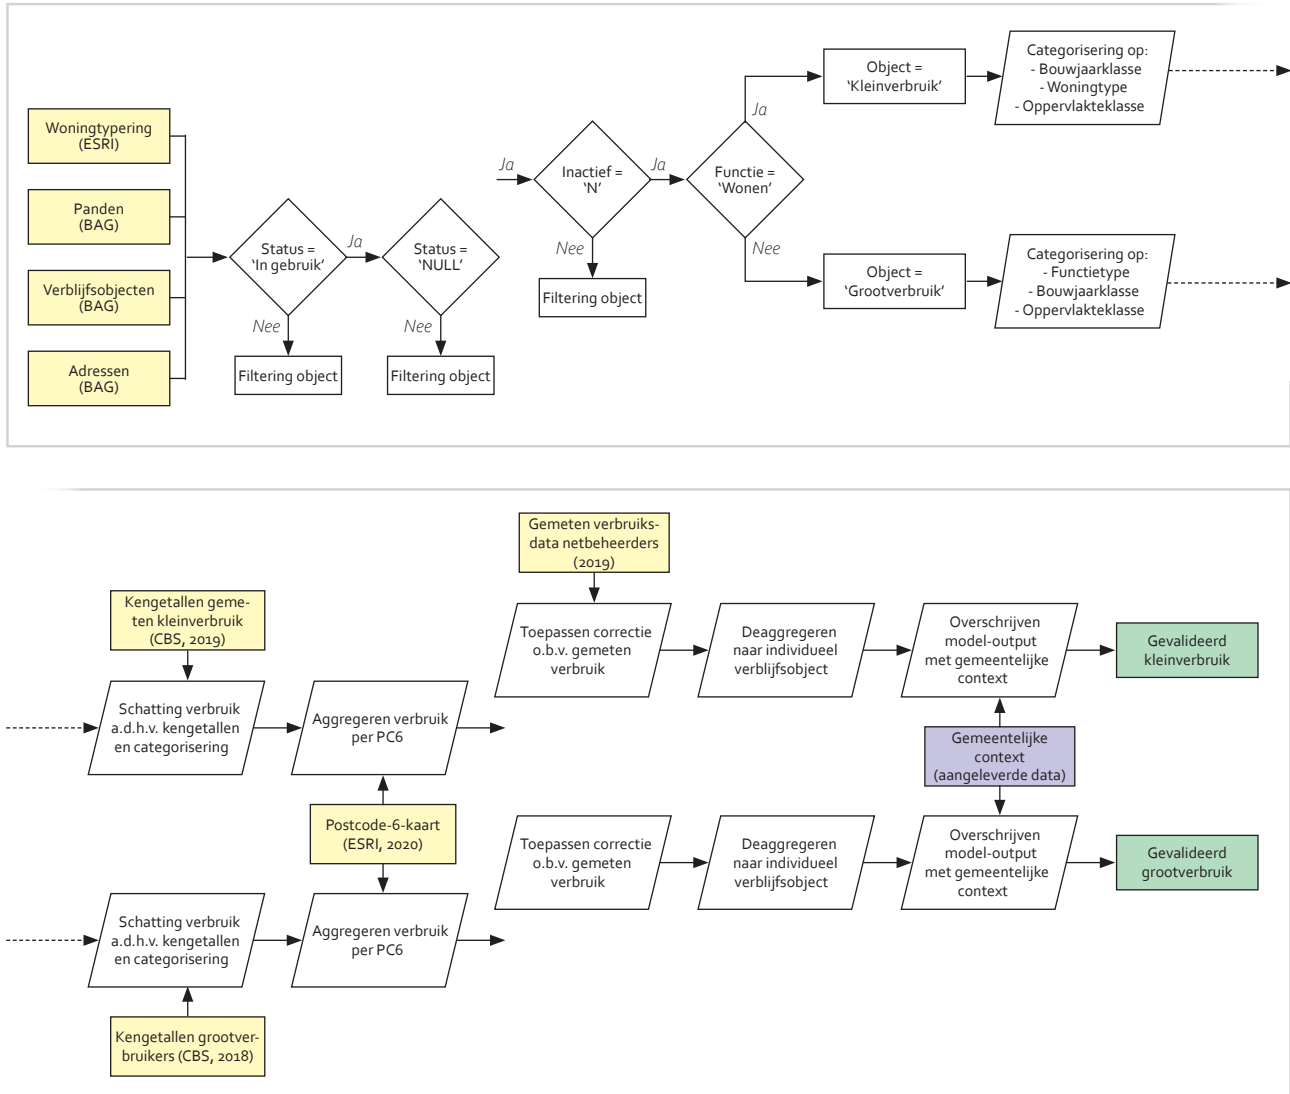 Woningtypering
(ESRI)
Panden
(BAG)
Verblijfsobjecten
(BAG)
Adressen
(BAG)
Status =
‘In gebruik’
Ja
Nee
Filtering object
Status =
‘NULL’
Nee
Filtering object
Ja
Inactief =
‘N’
Ja
Nee
Filtering object
Functie =
‘Wonen’
Ja
Nee
Object =
‘Kleinverbruik’
Categorisering op:
- Bouwjaarklasse
- Woningtype
- Oppervlakteklasse
Object =
‘Grootverbruik’
Categorisering op:
- Functietype
- Bouwjaarklasse
- Oppervlakteklasse
Kengetallen geme-
ten kleinverbruik
(CBS, 2019)
Schatting verbruik
a.d.h.v. kengetallen
en categorisering
Aggregeren verbruik
per PC6
Postcode-6-kaart
(ESRI, 2020)
Schatting verbruik
a.d.h.v. kengetallen
en categorisering
Aggregeren verbruik
per PC6
Kengetallen grootver-
bruikers (CBS, 2018)
Gemeten verbruiks-
data netbeheerders
(2019)
Toepassen correctie
o.b.v. gemeten
verbruik
Deaggregeren
naar individueel
verblijfsobject
Overschrijven
model-output
met gemeentelijke
context
Gevalideerd
kleinverbruik
Gemeentelijke
context
(aangeleverde data)
Toepassen correctie
o.b.v. gemeten
verbruik
Deaggregeren
naar individueel
verblijfsobject
Overschrijven
model-output
met gemeentelijke
context
Gevalideerd
grootverbruik